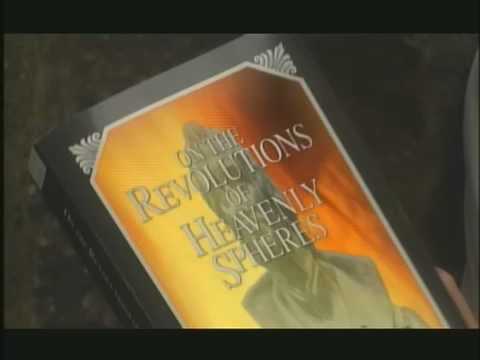 ON THE
REVOLUTIONS
OF
HEAVENLY
SPHERES